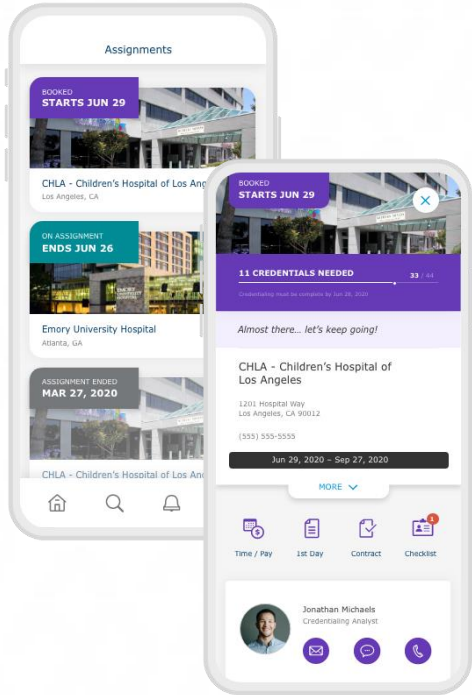 Assignments
BOOKED
STARTS JUN 29
CHLA - Children's Hospital of Los Ang
Los Angeles, CA
ON ASSIGNMENT
ENDS JUN 26
Emory University Hospital
Atlanta, GA
ASSIGNMENT ENDED
MAR 27, 2020
CHLA - Children's Hospital of Los An
BOOKED
STARTS JUN 29
11 CREDENTIALS NEEDED
33 / 44
Credentialing must be complete by Jun 26, 2020
Almost there... let's keep going!
CHLA - Children's Hospital of
Los Angeles
1201 Hospital Way
Los Angeles, CA 90012
(555) 555-5555
Jun 29, 2020 – Sep 27, 2020
MORE
1
Time / Pay
1st Day
Contract
Checklist
Jonathan Michaels
Credentialing Analyst